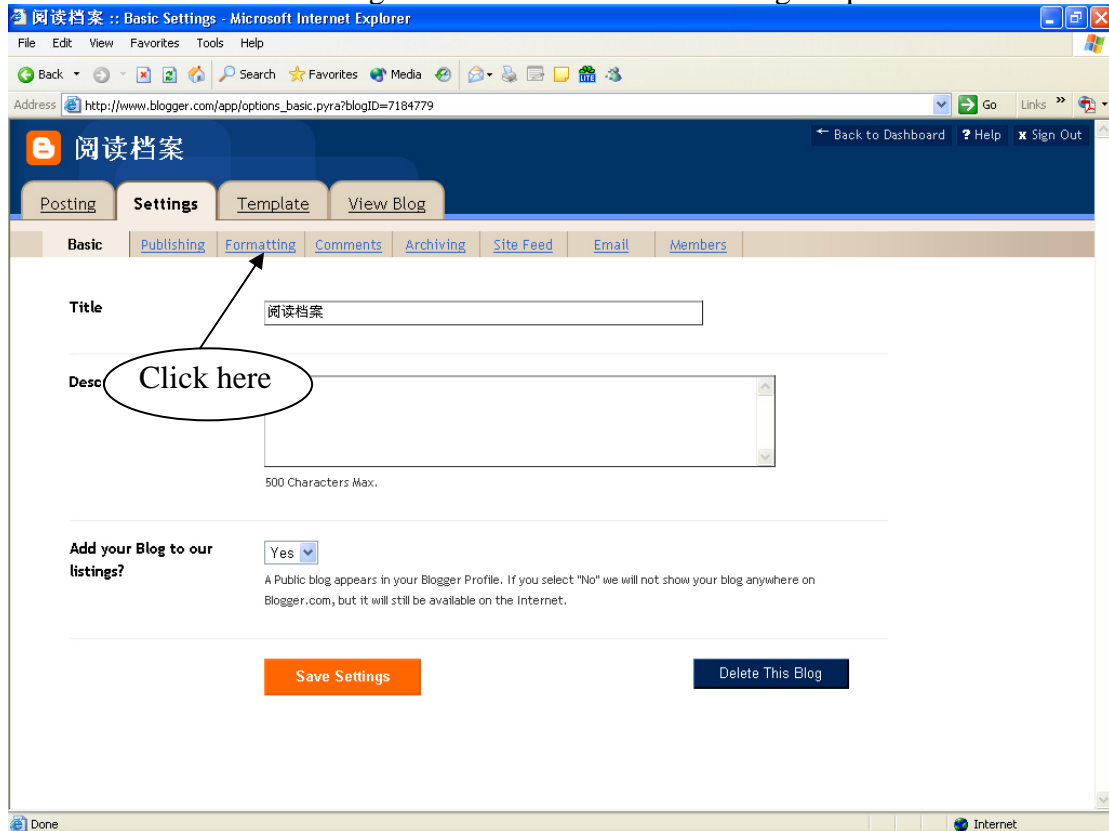 阅读档案 :: Basic Settings - Microsoft Internet Explorer
File Edit View Favorites Tools Help
Back Search Favorites Media
Address http://www.blogger.com/app/options_basic.pyra?blogID=7184779 Go Links »
阅读档案 ← Back to Dashboard ? Help x Sign Out
Posting Settings Template View Blog
Basic Publishing Formatting Comments Archiving Site Feed Email Members
Title 阅读档案
Desc
Click here
500 Characters Max.
Add your Blog to our
listings?
Yes
A Public blog appears in your Blogger Profile. If you select "No" we will not show your blog anywhere on
Blogger.com, but it will still be available on the Internet.
Save Settings Delete This Blog
Done Internet